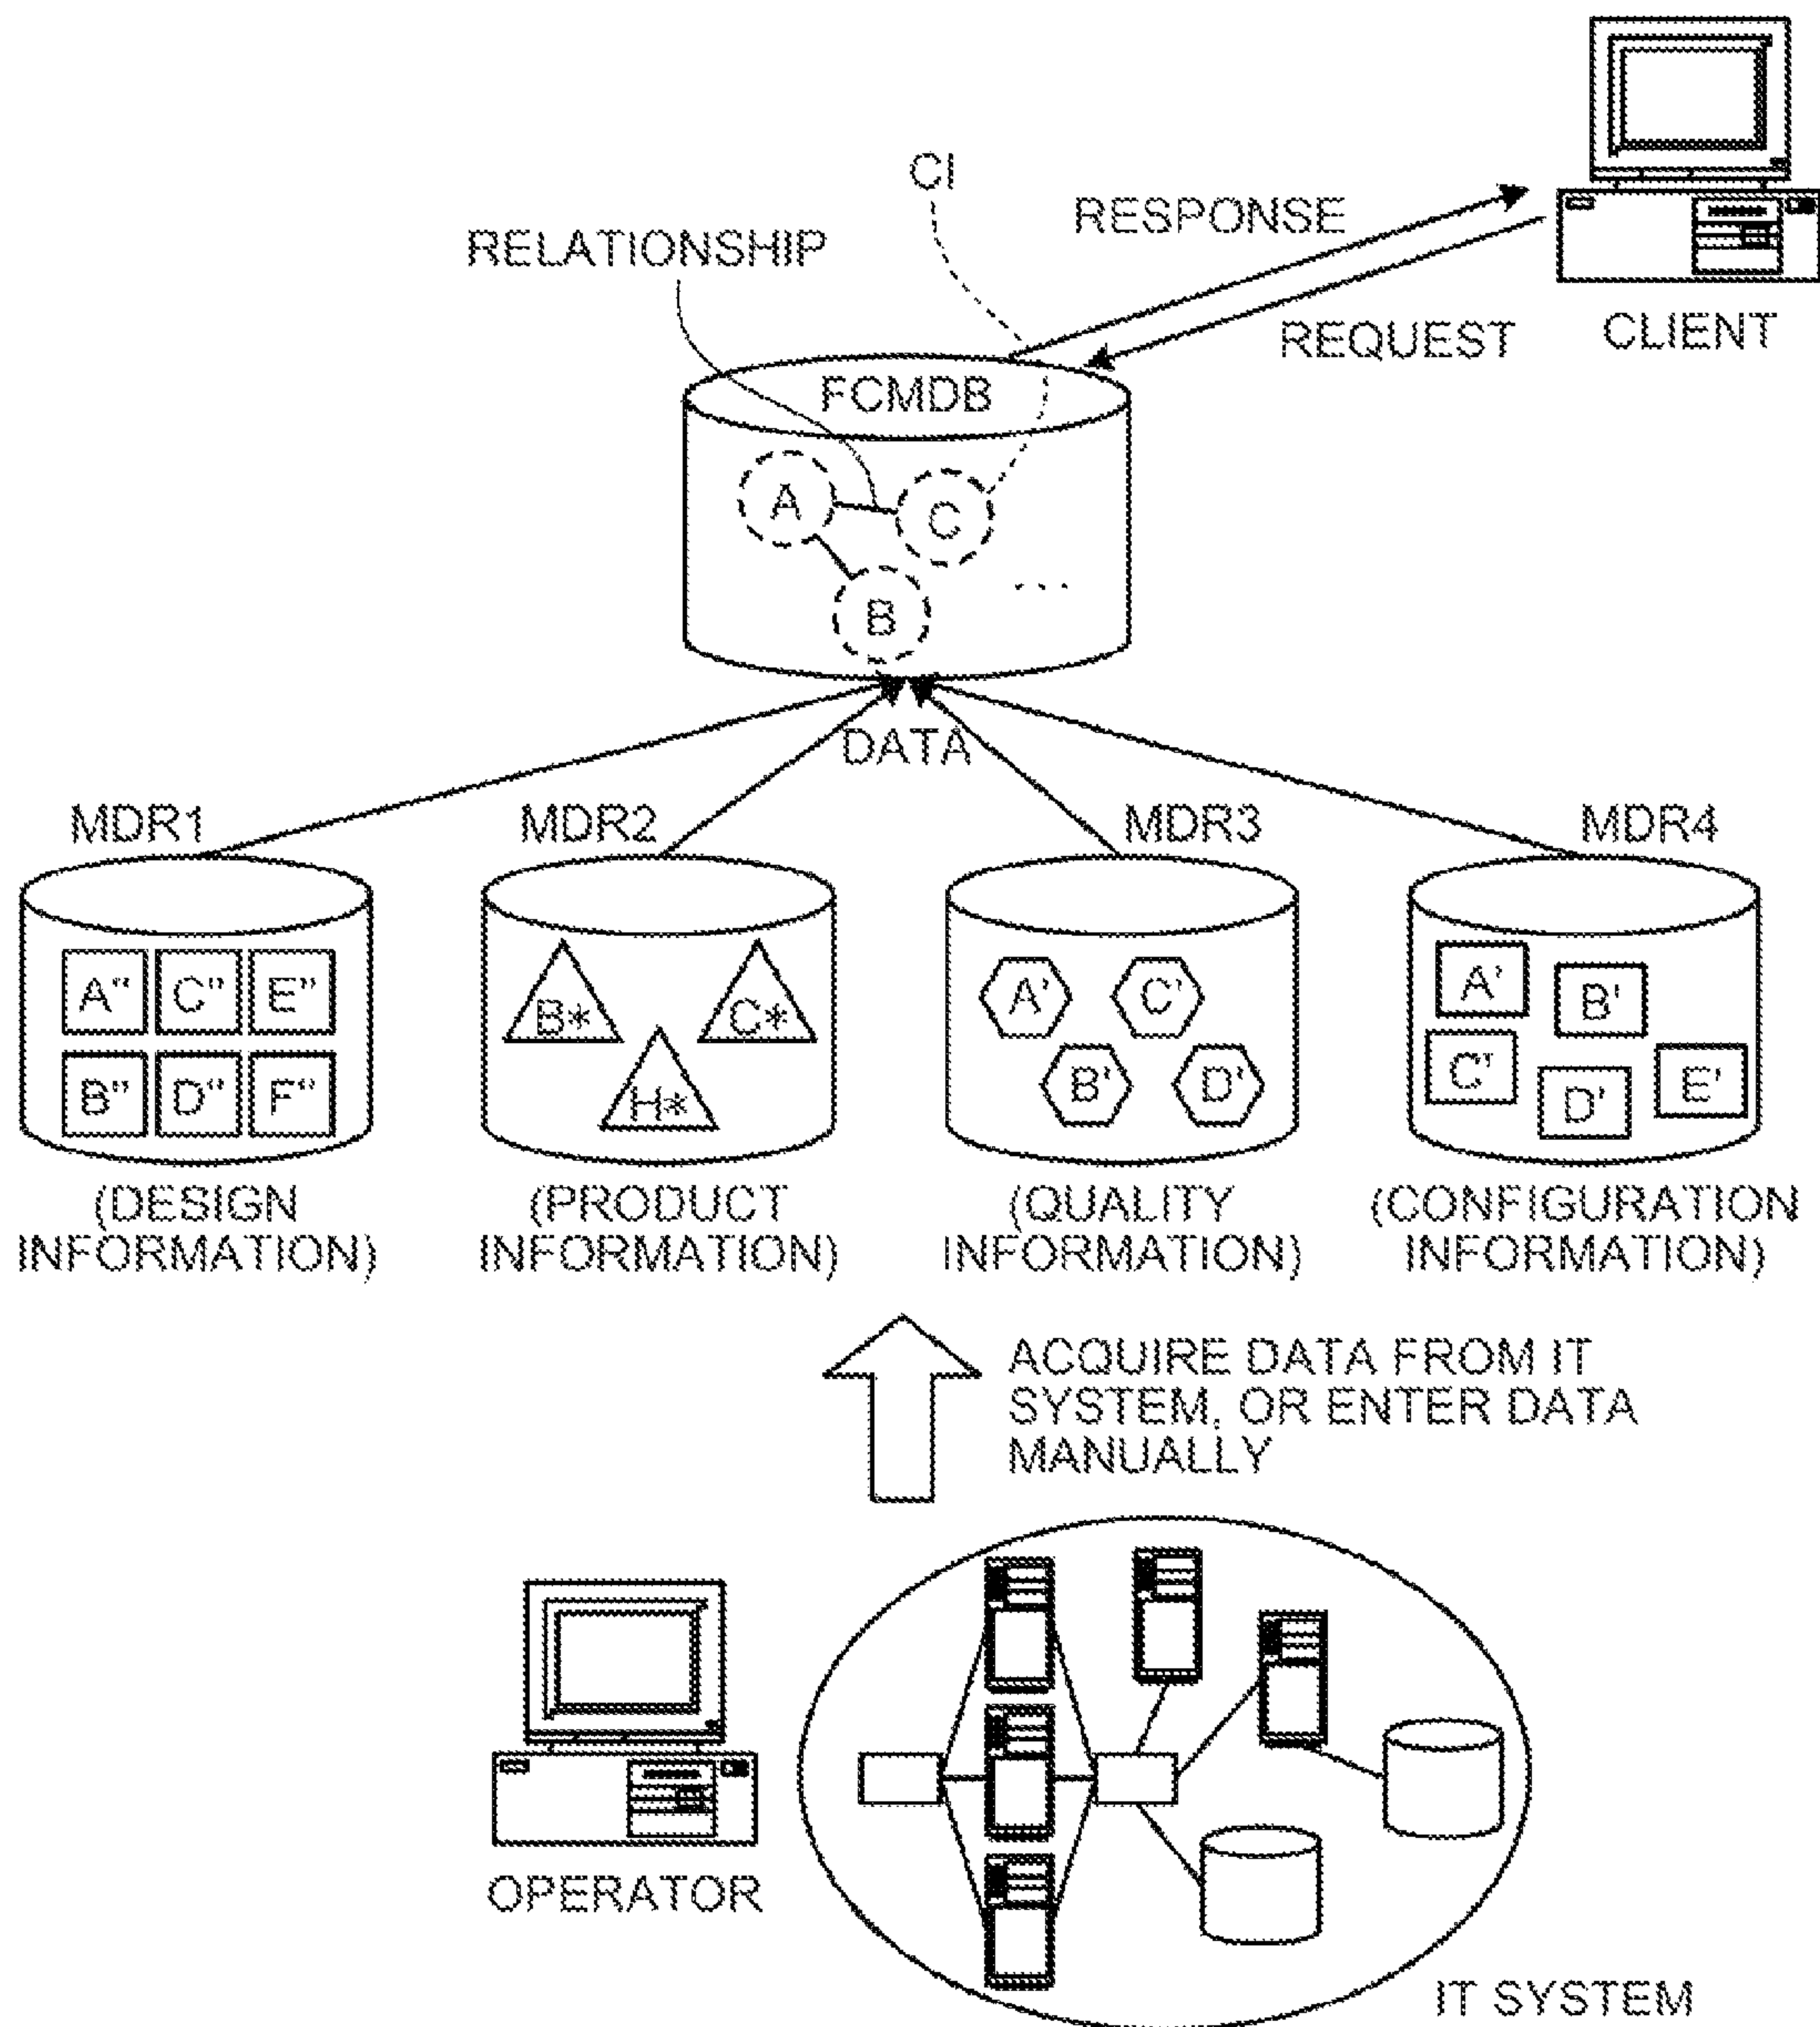 CI
RESPONSE
RELATIONSHIP
REQUEST
CLIENT
FCMDB
A
C
B
...
DATA
MDR1
MDR2
MDR3
MDR4
A" C" E"
B" D" F"
B* C*
H*
A' C'
B' D'
A'
B'
C"
D'
E'
(DESIGN
INFORMATION)
(PRODUCT
INFORMATION)
(QUALITY
INFORMATION)
(CONFIGURATION
INFORMATION)
ACQUIRE DATA FROM IT
SYSTEM, OR ENTER DATA
MANUALLY
OPERATOR
IT SYSTEM